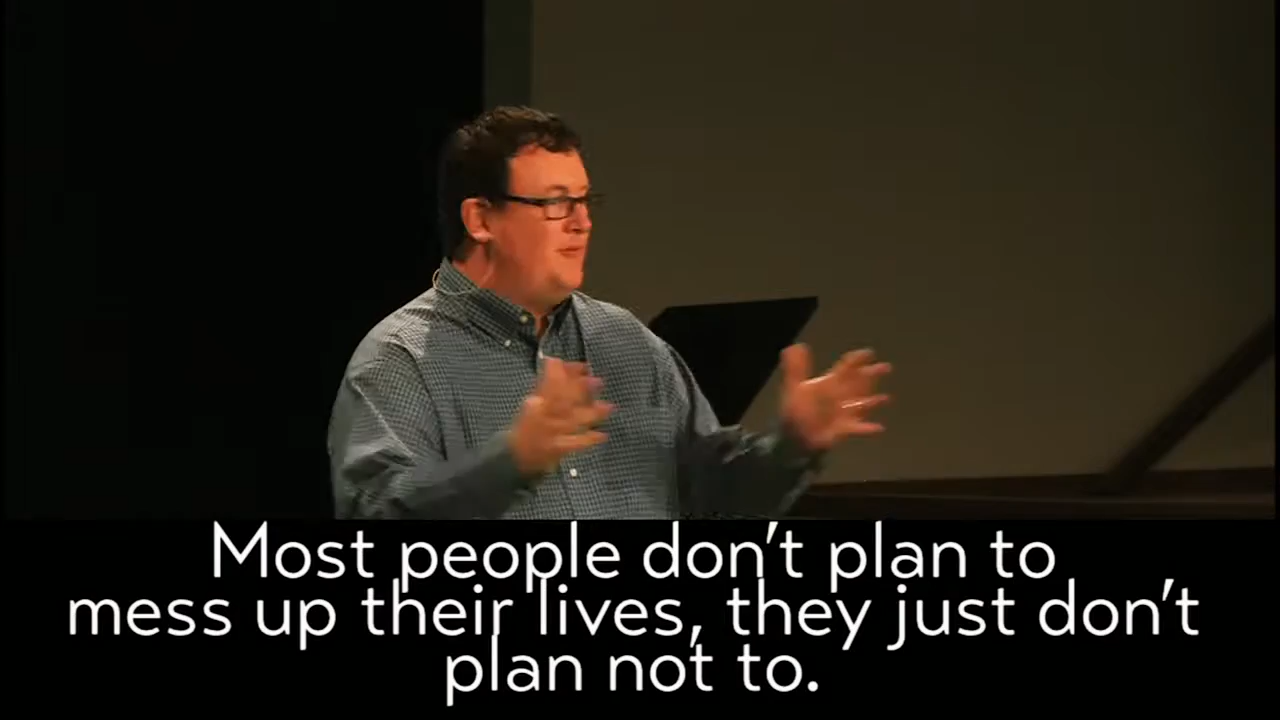 Most people don't plan to
mess up their lives, they just don't
plan not to.